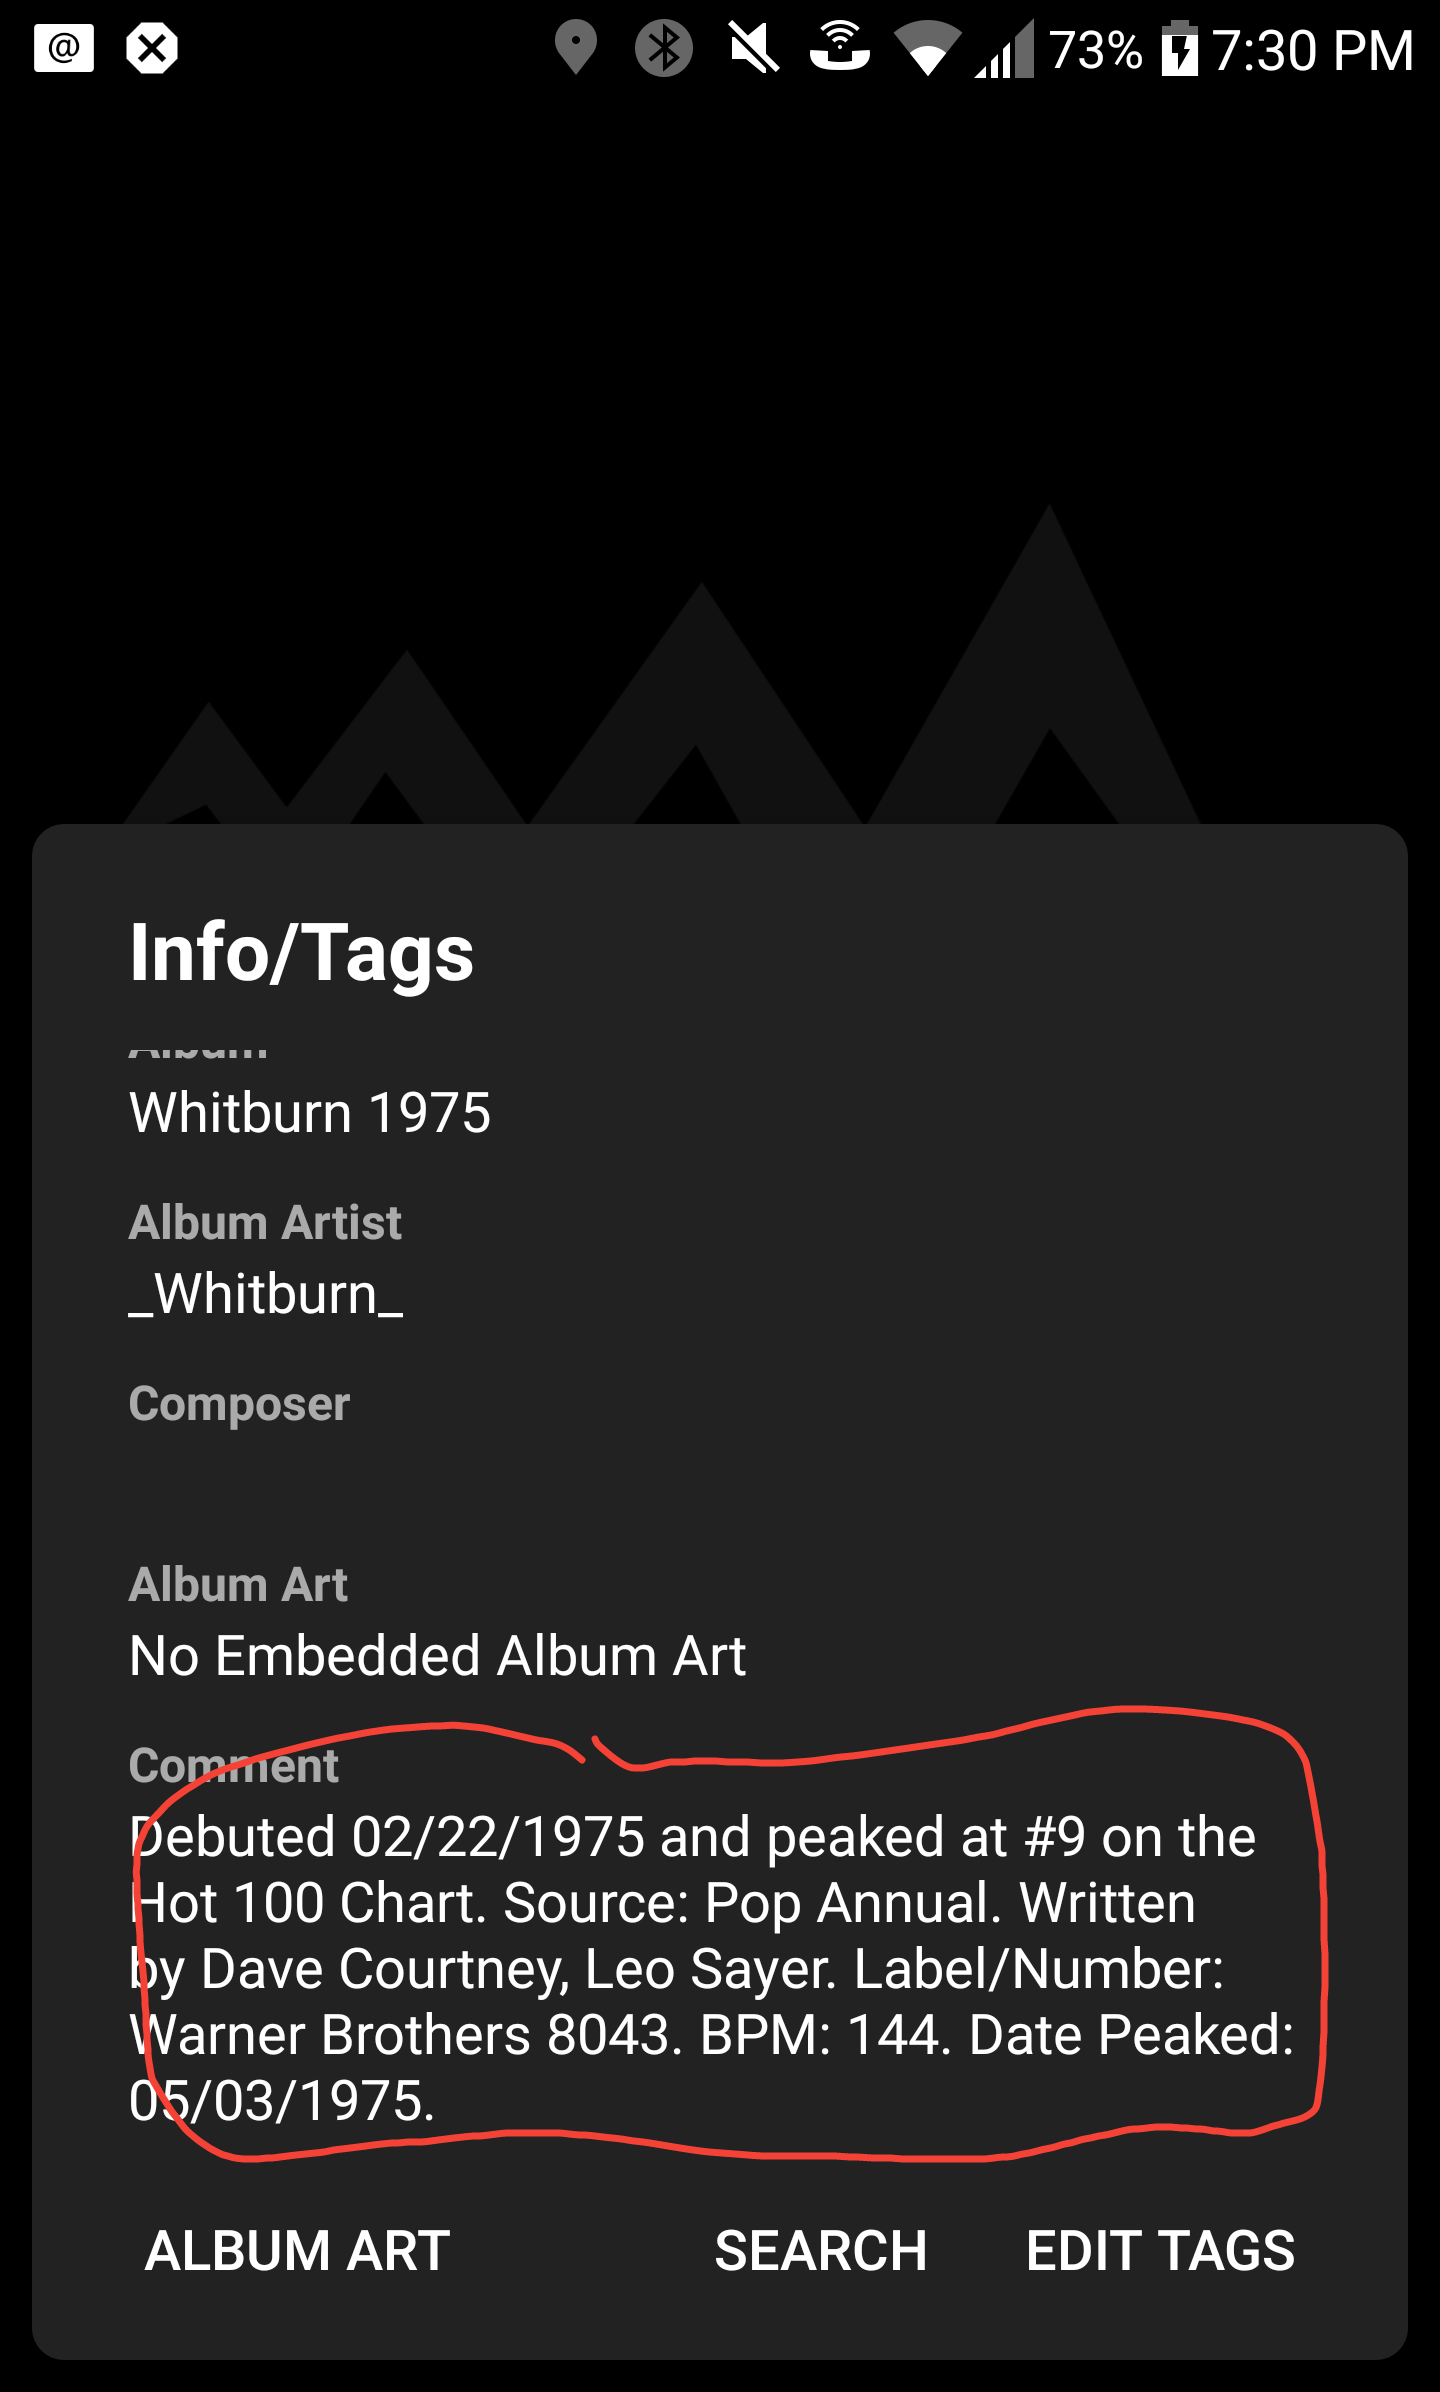 @ 73% 7:30 PM
Info/Tags
Album
Whitburn 1975
Album Artist
_Whitburn_
Composer
Album Art
No Embedded Album Art
Comment
Debuted 02/22/1975 and peaked at #9 on the
Hot 100 Chart. Source: Pop Annual. Written
by Dave Courtney, Leo Sayer. Label/Number:
Warner Brothers 8043. BPM: 144. Date Peaked:
05/03/1975.
ALBUM ART SEARCH EDIT TAGS